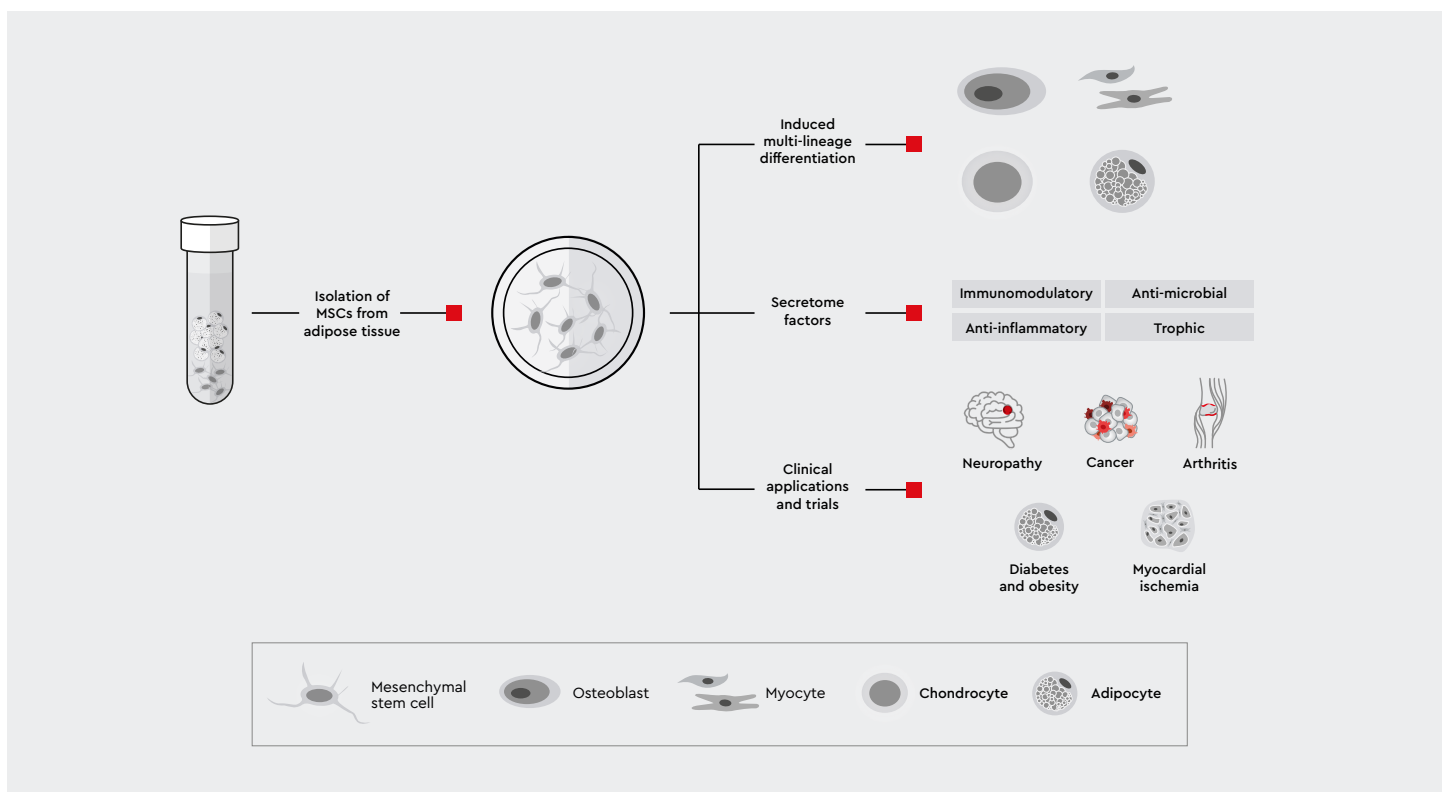 Induced
multi-lineage
differentiation
Isolation of
MSCs from
adipose tissue
Secretome
factors
Immunomodatory
Anti-microbial
Anti-inflammatory
Trophic
Clinical
applications
and trials
Neuropathy
Cancer
Arthritis
Diabetes
and obesity
Myocardial
ischemia
Mesenchymal
stem cell
Osteoblast
Myocyte
Chondrocyte
Adipocyte